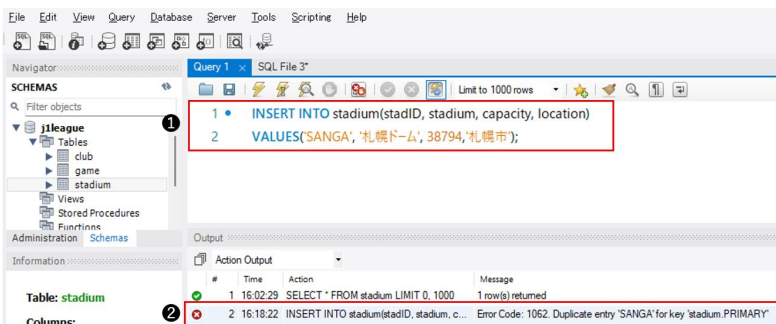 File Edit View Query Database Server Tools Scripting Help
Navigator
Query 1 × SQL File 3*
SCHEMAS
Limit to 1000 rows
Filter objects
j1league
Tables
club
game
stadium
Views
Stored Procedures
Functions
❶
1 INSERT INTO stadium(stadID, stadium, capacity, location)
2 VALUES('SANGA', '札幌ドーム', 38794,'札幌市');
Administration Schemas
Output
Information
Action Output
# Time Action Message
1 16:02:29 SELECT * FROM stadium LIMIT 0, 1000 1 row(s) returned
Table: stadium
❷
2 16:18:22 INSERT INTO stadium(stadID, stadium, c... Error Code: 1062. Duplicate entry 'SANGA' for key 'stadium.PRIMARY'
Columns: